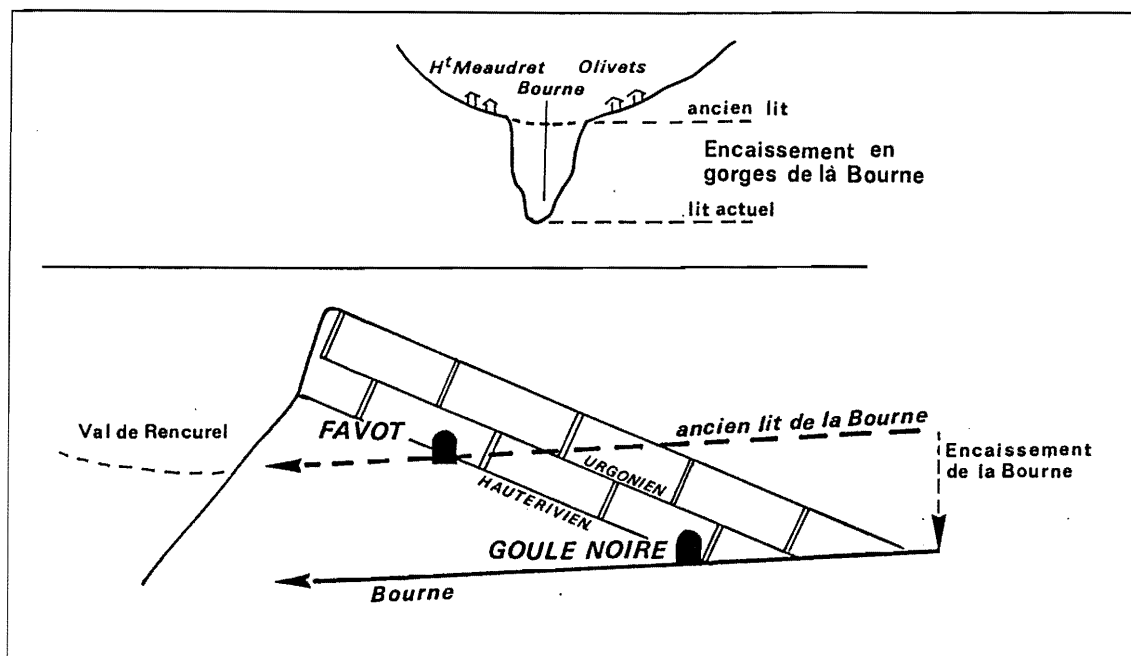 Hᵗ Meaudret Olivets
Bourne
ancien lit
Encaissement en
gorges de là Bourne
lit actuel
Val de Rencurel
FAVOT
ancien lit de la Bourne
Encaissement
de la Bourne
URGONIEN
HAUTERIVIEN
GOULE NOIRE
Bourne